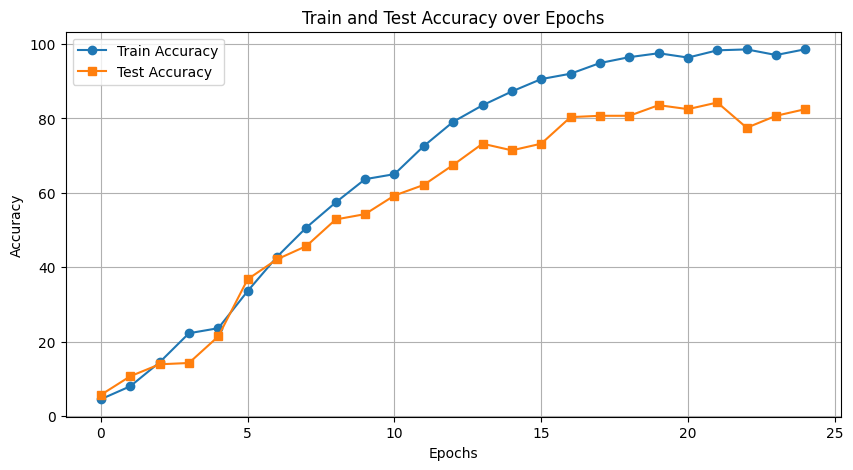 Train and Test Accuracy over Epochs
Train Accuracy
Test Accuracy
100
80
60
40
20
0
Accuracy
0 5 10 15 20 25
Epochs